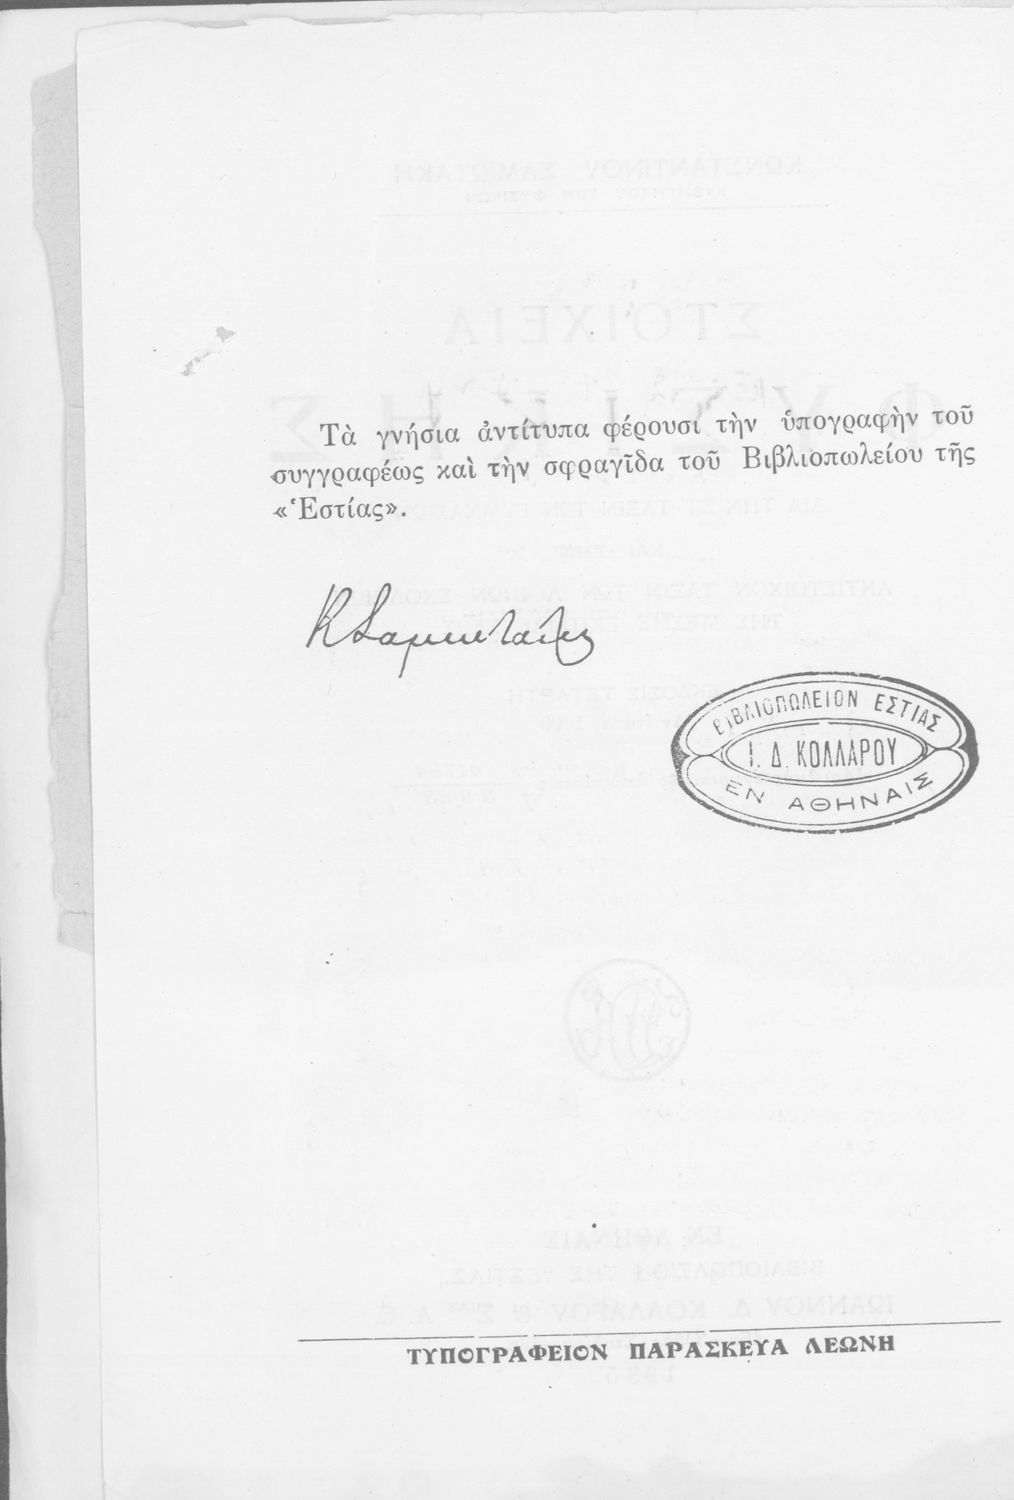 Τὰ γνήσια ἀντίτυπα φέρουσι τὴν ὑπογραφὴν τοῦ
συγγραφέως καὶ τὴν σφραγῖδα τοῦ Βιβλιοπωλείου τῆς
«Ἑστίας».
ΒΙΒΛΙΟΠΩΛΕΙΟΝ ΕΣΤΙΑΣ
Ι. Δ. ΚΟΛΛΑΡΟΥ
ΕΝ ΑΘΗΝΑΙΣ
ΤΥΠΟΓΡΑΦΕΙΟΝ ΠΑΡΑΣΚΕΥΑ ΛΕΩΝΗ